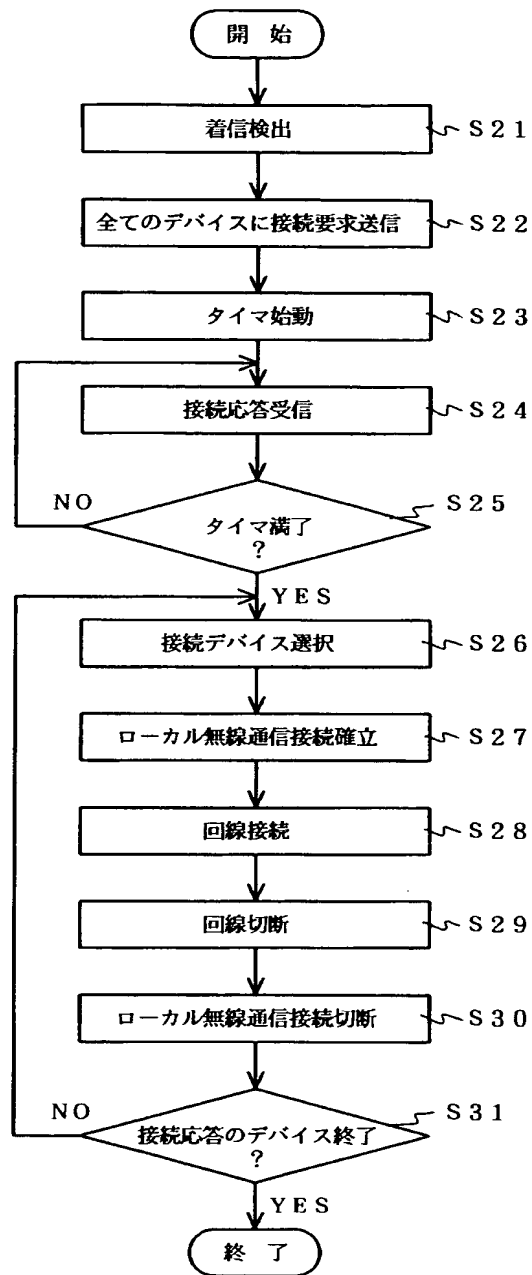 開 始
着信検出 S21
全てのデバイスに接続要求送信 S22
タイマ始動 S23
接続応答受信 S24
NO S25
タイマ満了
?
YES
接続デバイス選択 S26
ローカル無線通信接続確立 S27
回線接続 S28
回線切断 S29
ローカル無線通信接続切断 S30
NO S31
接続応答のデバイス終了
?
YES
終 了